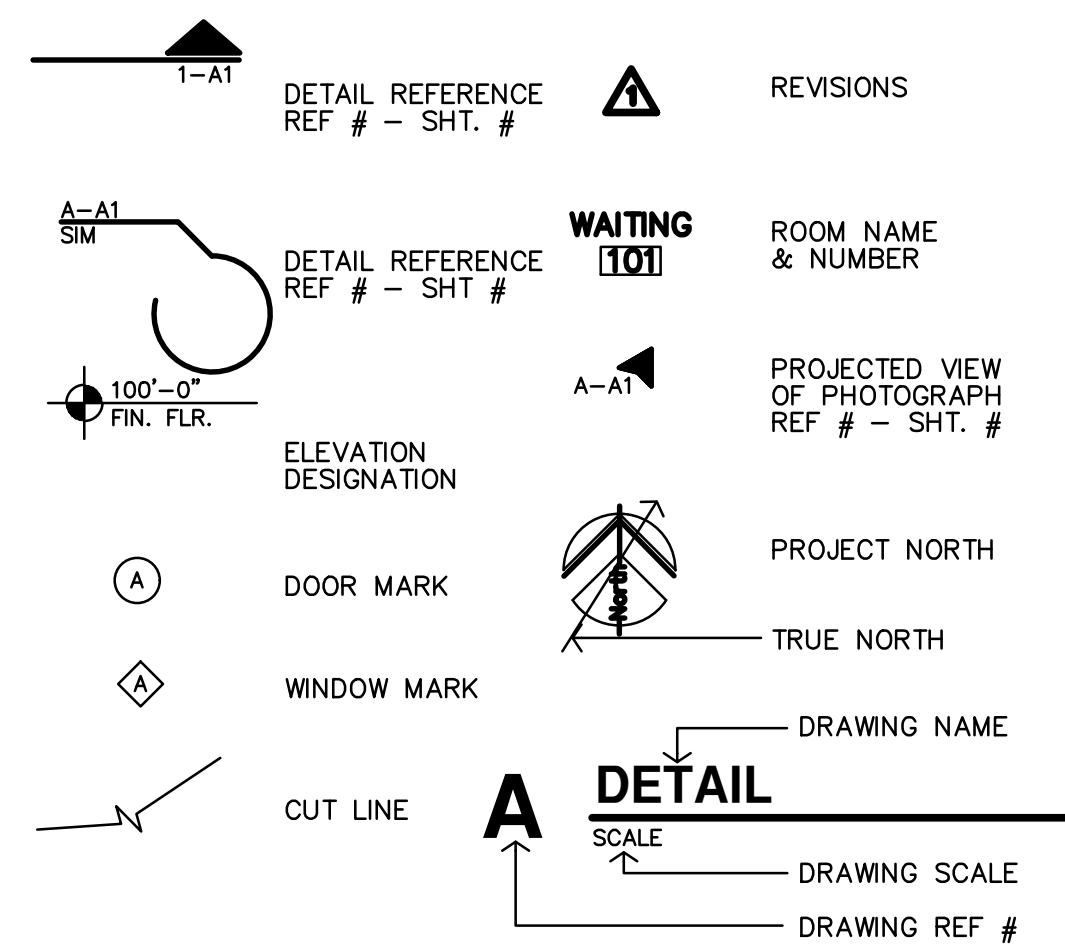 1-A1
DETAIL REFERENCE
REF # - SHT. #
A-A1
SIM
DETAIL REFERENCE
REF # - SHT #
100'-0"
FIN. FLR.
ELEVATION
DESIGNATION
A
DOOR MARK
A
WINDOW MARK
CUT LINE
1
REVISIONS
WAITING
101
ROOM NAME
& NUMBER
A-A1
PROJECTED VIEW
OF PHOTOGRAPH
REF # - SHT. #
North
PROJECT NORTH
TRUE NORTH
DRAWING NAME
A
DETAIL
SCALE
DRAWING SCALE
DRAWING REF #